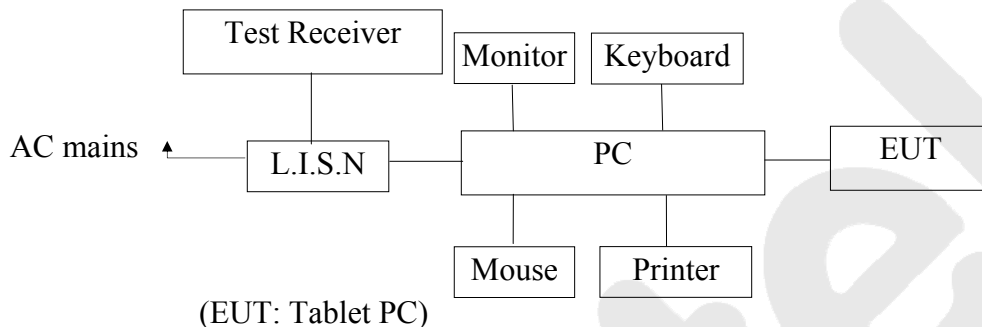 Test Receiver
Monitor
Keyboard
AC mains
L.I.S.N
PC
EUT
Mouse
Printer
(EUT: Tablet PC)